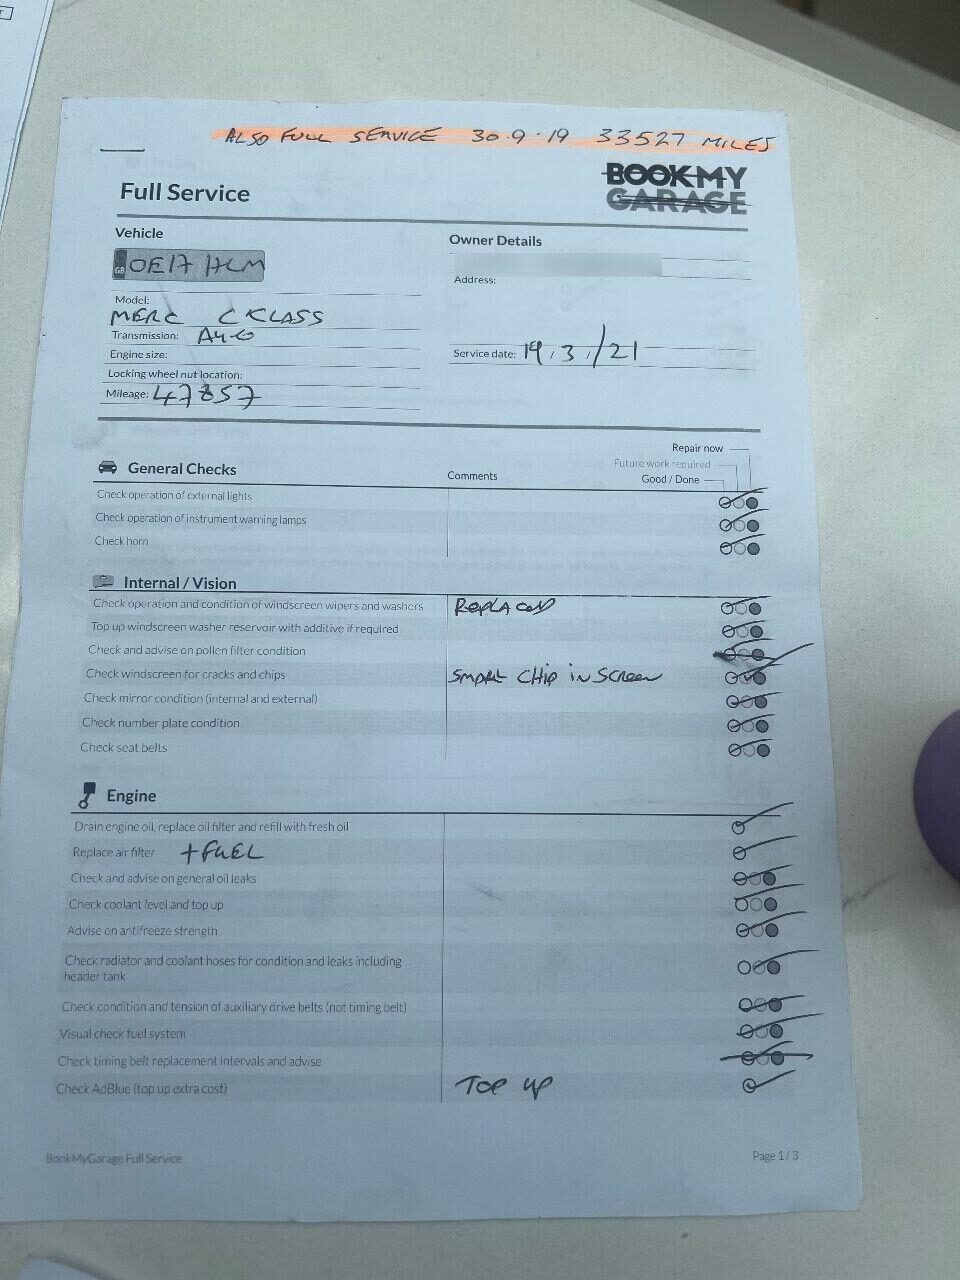 ALSO FULL SERVICE 30.9.19 33527 MILES
BOOKMY
GARAGE
Full Service
Vehicle
Owner Details
GB OE17 HLM
Address:
Model:
MERC C KLASS
Transmission: AUTO
Engine size:
Service date: 19/3/21
Locking wheel nut location:
Mileage: 47857
Repair now
Future work required
General Checks
Comments
Good / Done
Check operation of external lights
Check operation of instrument warning lamps
Check horn
Internal / Vision
Check operation and condition of windscreen wipers and washers REPLACED
Top up windscreen washer reservoir with additive if required
Check and advise on pollen filter condition
Check windscreen for cracks and chips SMALL CHIP IN SCREEN
Check mirror condition (internal and external)
Check number plate condition
Check seat belts
Engine
Drain engine oil, replace oil filter and refill with fresh oil
Replace air filter + FUEL
Check and advise on general oil leaks
Check coolant level and top up
Advise on antifreeze strength
Check radiator and coolant hoses for condition and leaks including
header tank
Check condition and tension of auxiliary drive belts (not timing belt)
Visual check fuel system
Check timing belt replacement intervals and advise
Check AdBlue (top up extra cost) TOP UP
BookMyGarage Full Service
Page 1 / 3